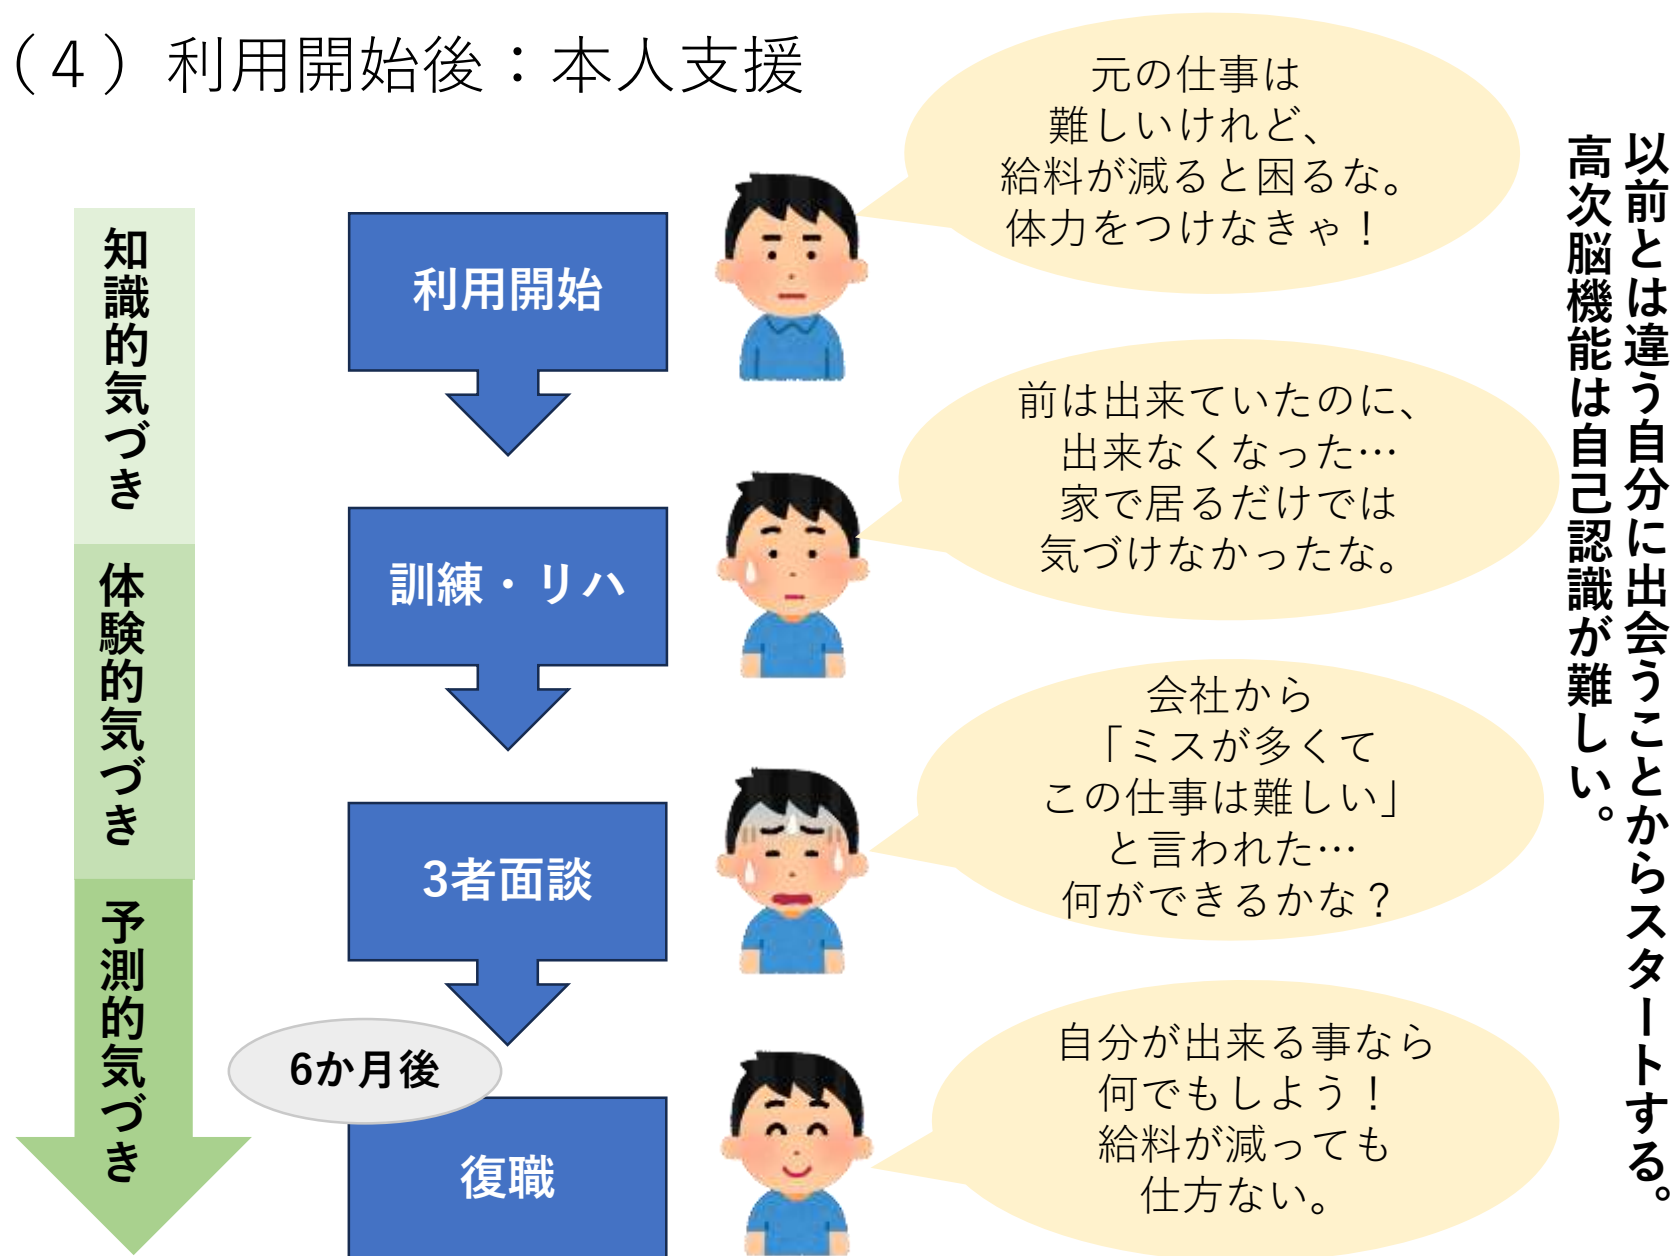 （４）利用開始後：本人支援
以前とは違う自分に出会うことからスタートする。
高次脳機能は自己認識が難しい。
知識的気づき
体験的気づき
予測的気づき
利用開始
元の仕事は
難しいけれど、
給料が減ると困るな。
体力をつけなきゃ！
訓練・リハ
前は出来ていたのに、
出来なくなった…
家で居るだけでは
気づけなかったな。
3者面談
会社から
「ミスが多くて
この仕事は難しい」
と言われた…
何ができるかな？
6か月後
復職
自分が出来る事なら
何でもしよう！
給料が減っても
仕方ない。